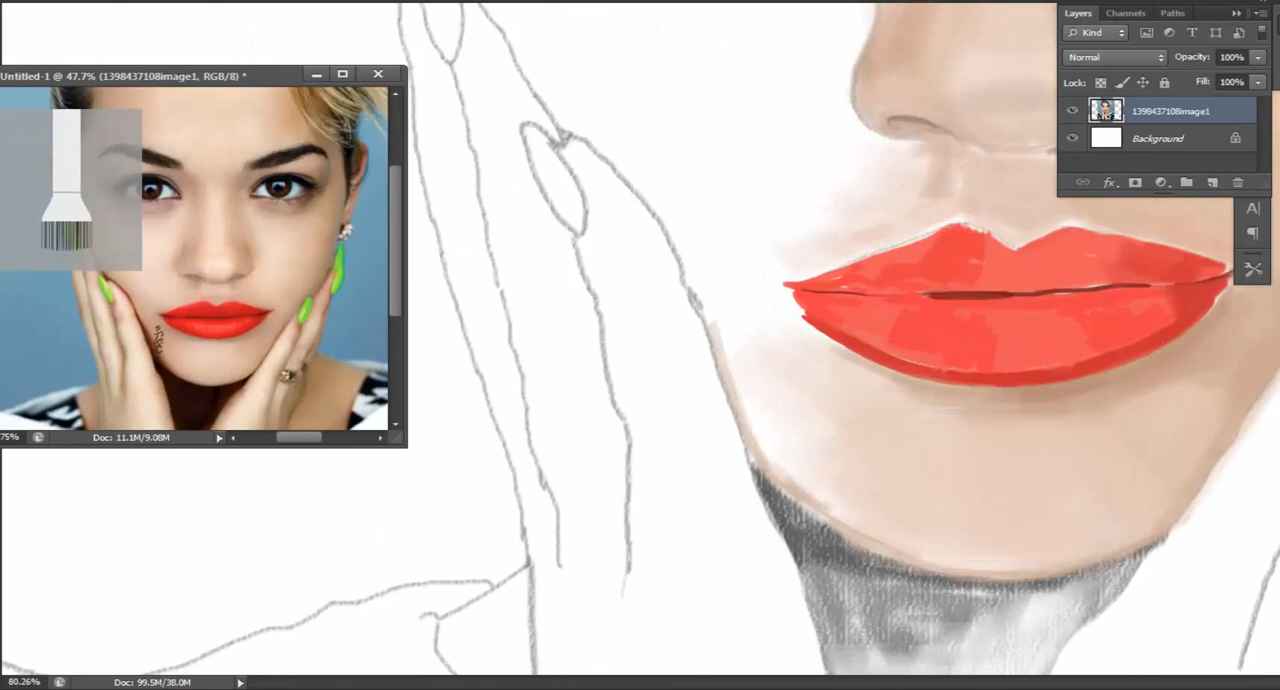 Layers Channels Paths
Kind T
Normal Opacity: 100%
Lock: Fill: 100%
1398437108image1
Background
fx
A
Untitled-1 @ 47.7% (1398437108image1, RGB/8) *
75% Doc: 11.1M/9.08M
80.26% Doc: 99.5M/38.0M